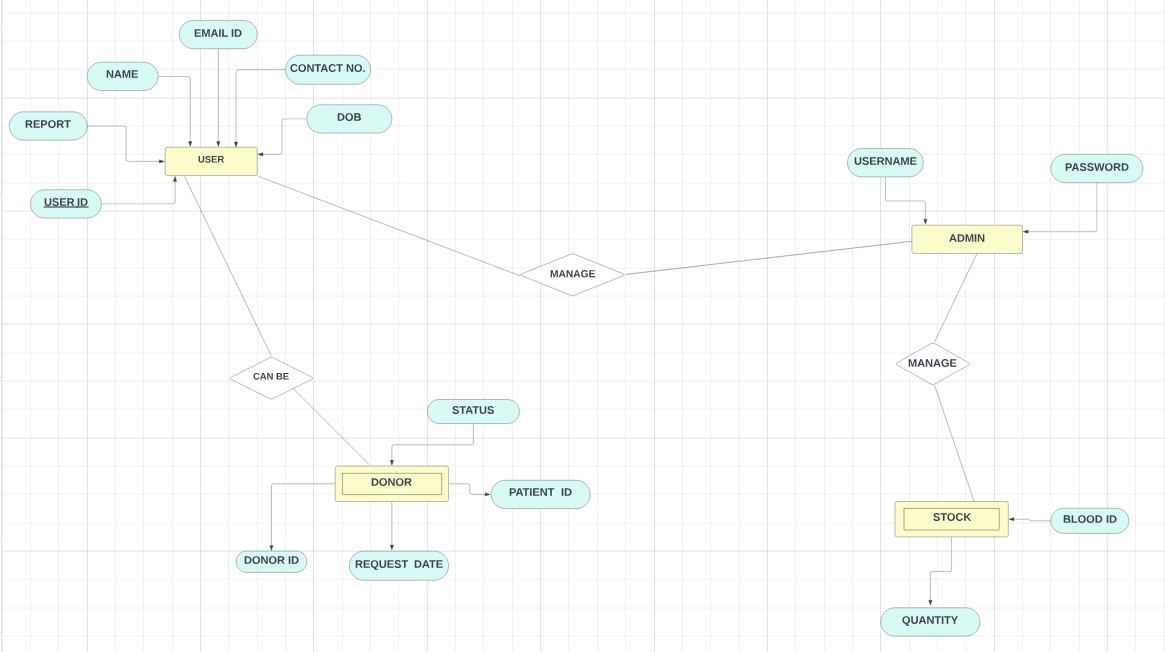 EMAIL ID
CONTACT NO.
NAME
DOB
REPORT
USER
USER ID
USERNAME
PASSWORD
ADMIN
MANAGE
MANAGE
CAN BE
STATUS
DONOR
PATIENT  ID
STOCK
BLOOD ID
DONOR ID
REQUEST  DATE
QUANTITY